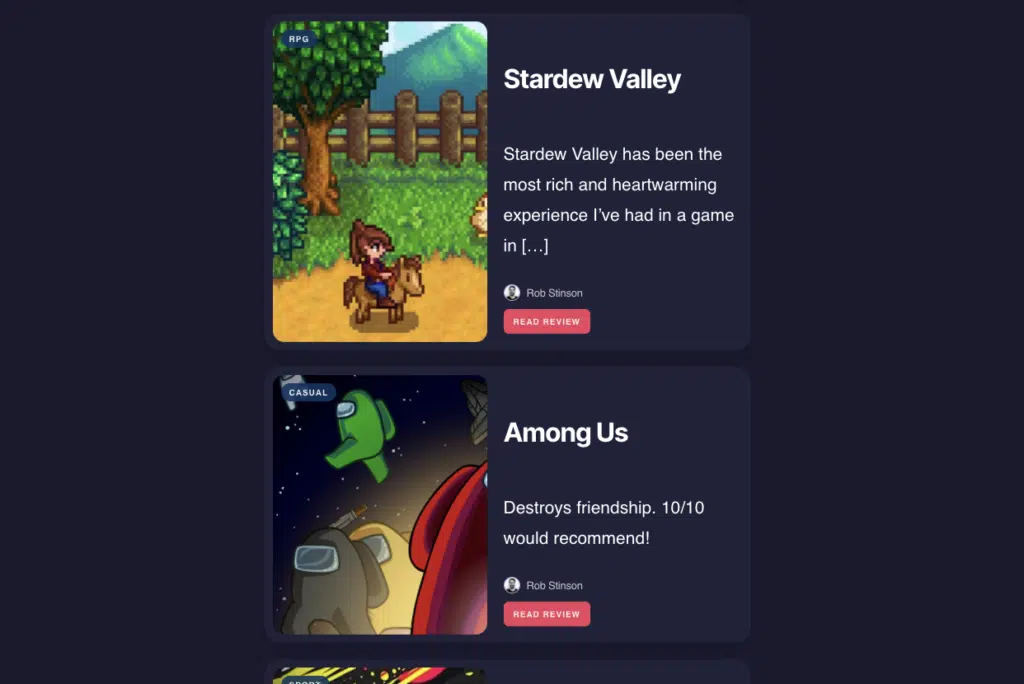 RPG
Stardew Valley
Stardew Valley has been the
most rich and heartwarming
experience I’ve had in a game
in […]
Rob Stinson
READ REVIEW
CASUAL
Among Us
Destroys friendship. 10/10
would recommend!
Rob Stinson
READ REVIEW
SPORT